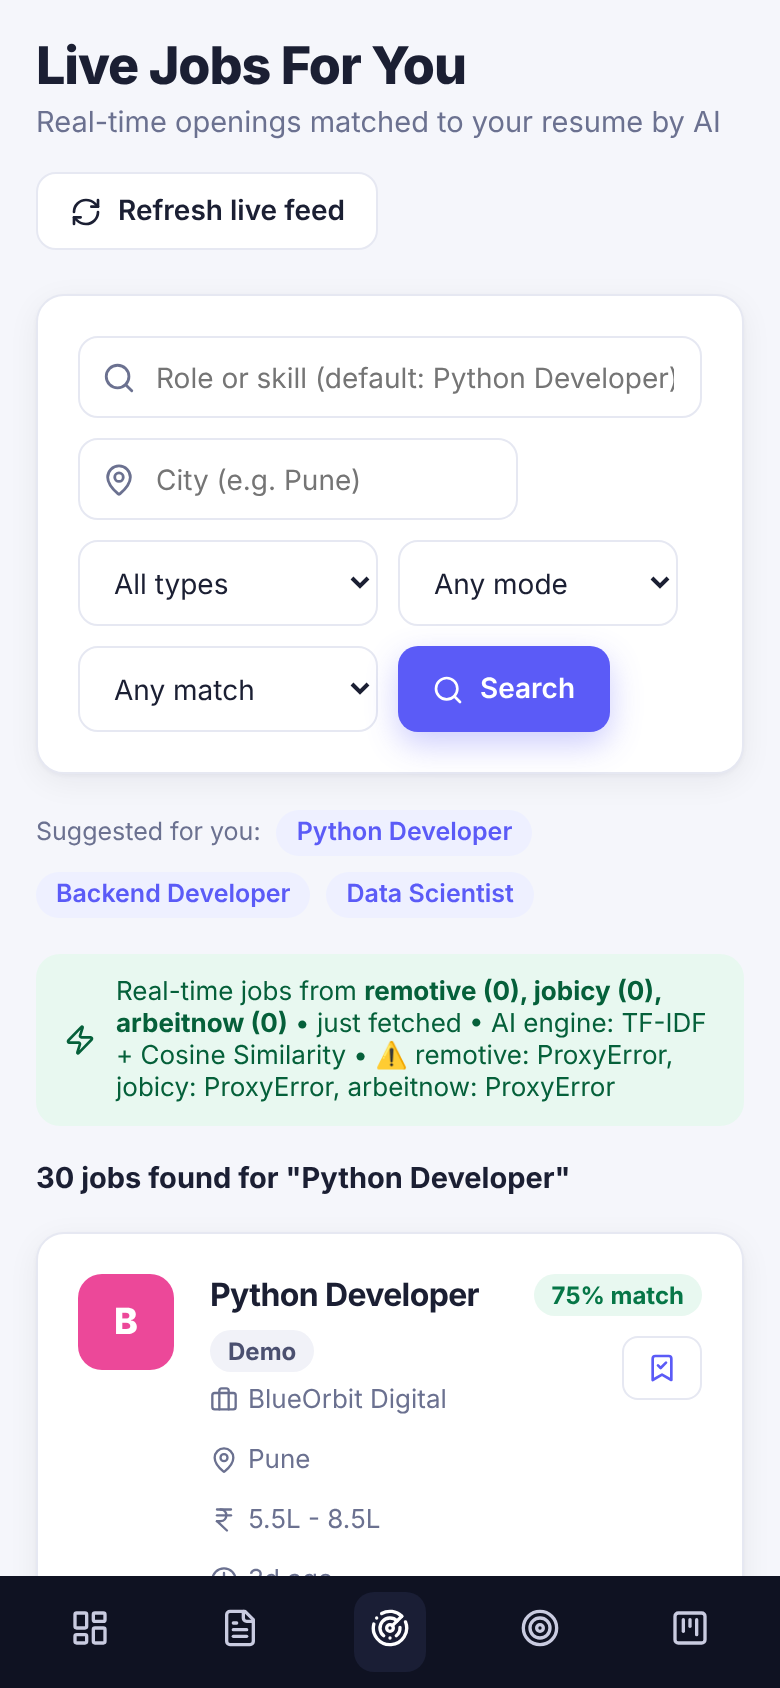 Live Jobs For You
Real-time openings matched to your resume by AI
Refresh live feed
Role or skill (default: Python Developer)
City (e.g. Pune)
All types
Any mode
Any match
Search
Suggested for you: Python Developer
Backend Developer Data Scientist
Real-time jobs from remotive (0), jobicy (0),
arbeitnow (0) • just fetched • AI engine: TF-IDF
+ Cosine Similarity • ⚠️ remotive: ProxyError,
jobicy: ProxyError, arbeitnow: ProxyError
30 jobs found for "Python Developer"
B
Python Developer
75% match
Demo
BlueOrbit Digital
Pune
₹ 5.5L - 8.5L